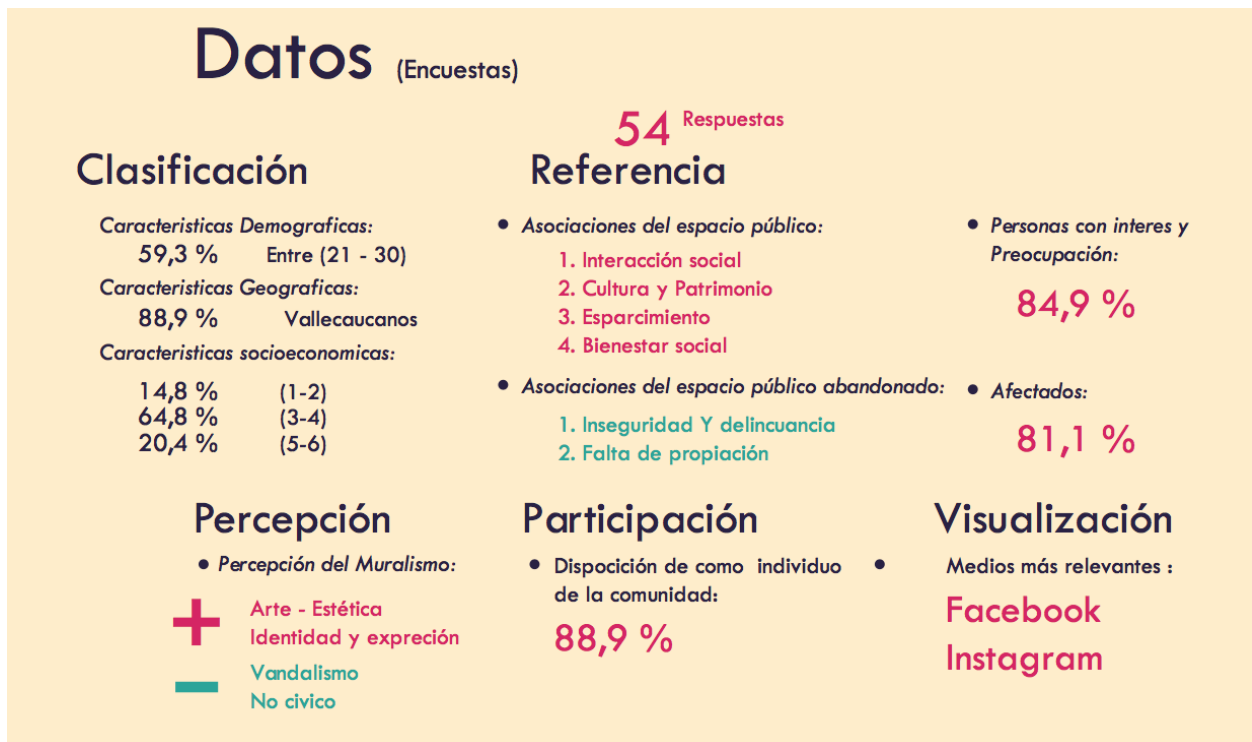 Datos (Encuestas)
54 Respuestas
Clasificación
Caracteristicas Demograficas:
59,3 % Entre (21 - 30)
Caracteristicas Geograficas:
88,9 % Vallecaucanos
Caracteristicas socioeconomicas:
14,8 % (1-2)
64,8 % (3-4)
20,4 % (5-6)
Referencia
• Asociaciones del espacio público:
1. Interacción social
2. Cultura y Patrimonio
3. Esparcimiento
4. Bienestar social
• Asociaciones del espacio público abandonado:
1. Inseguridad Y delincuancia
2. Falta de propiación
• Personas con interes y
Preocupación:
84,9 %
• Afectados:
81,1 %
Percepción
• Percepción del Muralismo:
+ Arte - Estética
Identidad y expreción
− Vandalismo
No civico
Participación
• Disposición de como individuo
de la comunidad:
88,9 %
Visualización
• Medios más relevantes :
Facebook
Instagram